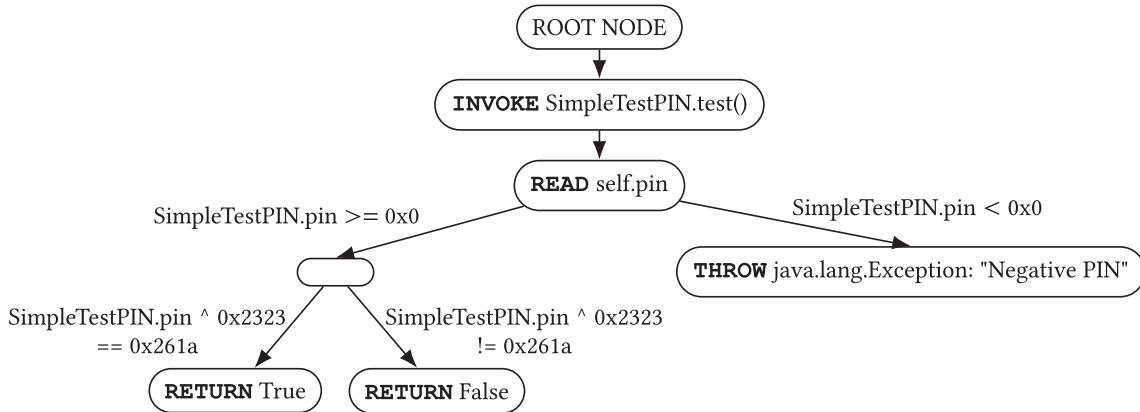 ROOT NODE
INVOKE SimpleTestPIN.test()
READ self.pin
SimpleTestPIN.pin >= 0x0
SimpleTestPIN.pin < 0x0
THROW java.lang.Exception: "Negative PIN"
SimpleTestPIN.pin ^ 0x2323
== 0x261a
SimpleTestPIN.pin ^ 0x2323
!= 0x261a
RETURN True
RETURN False